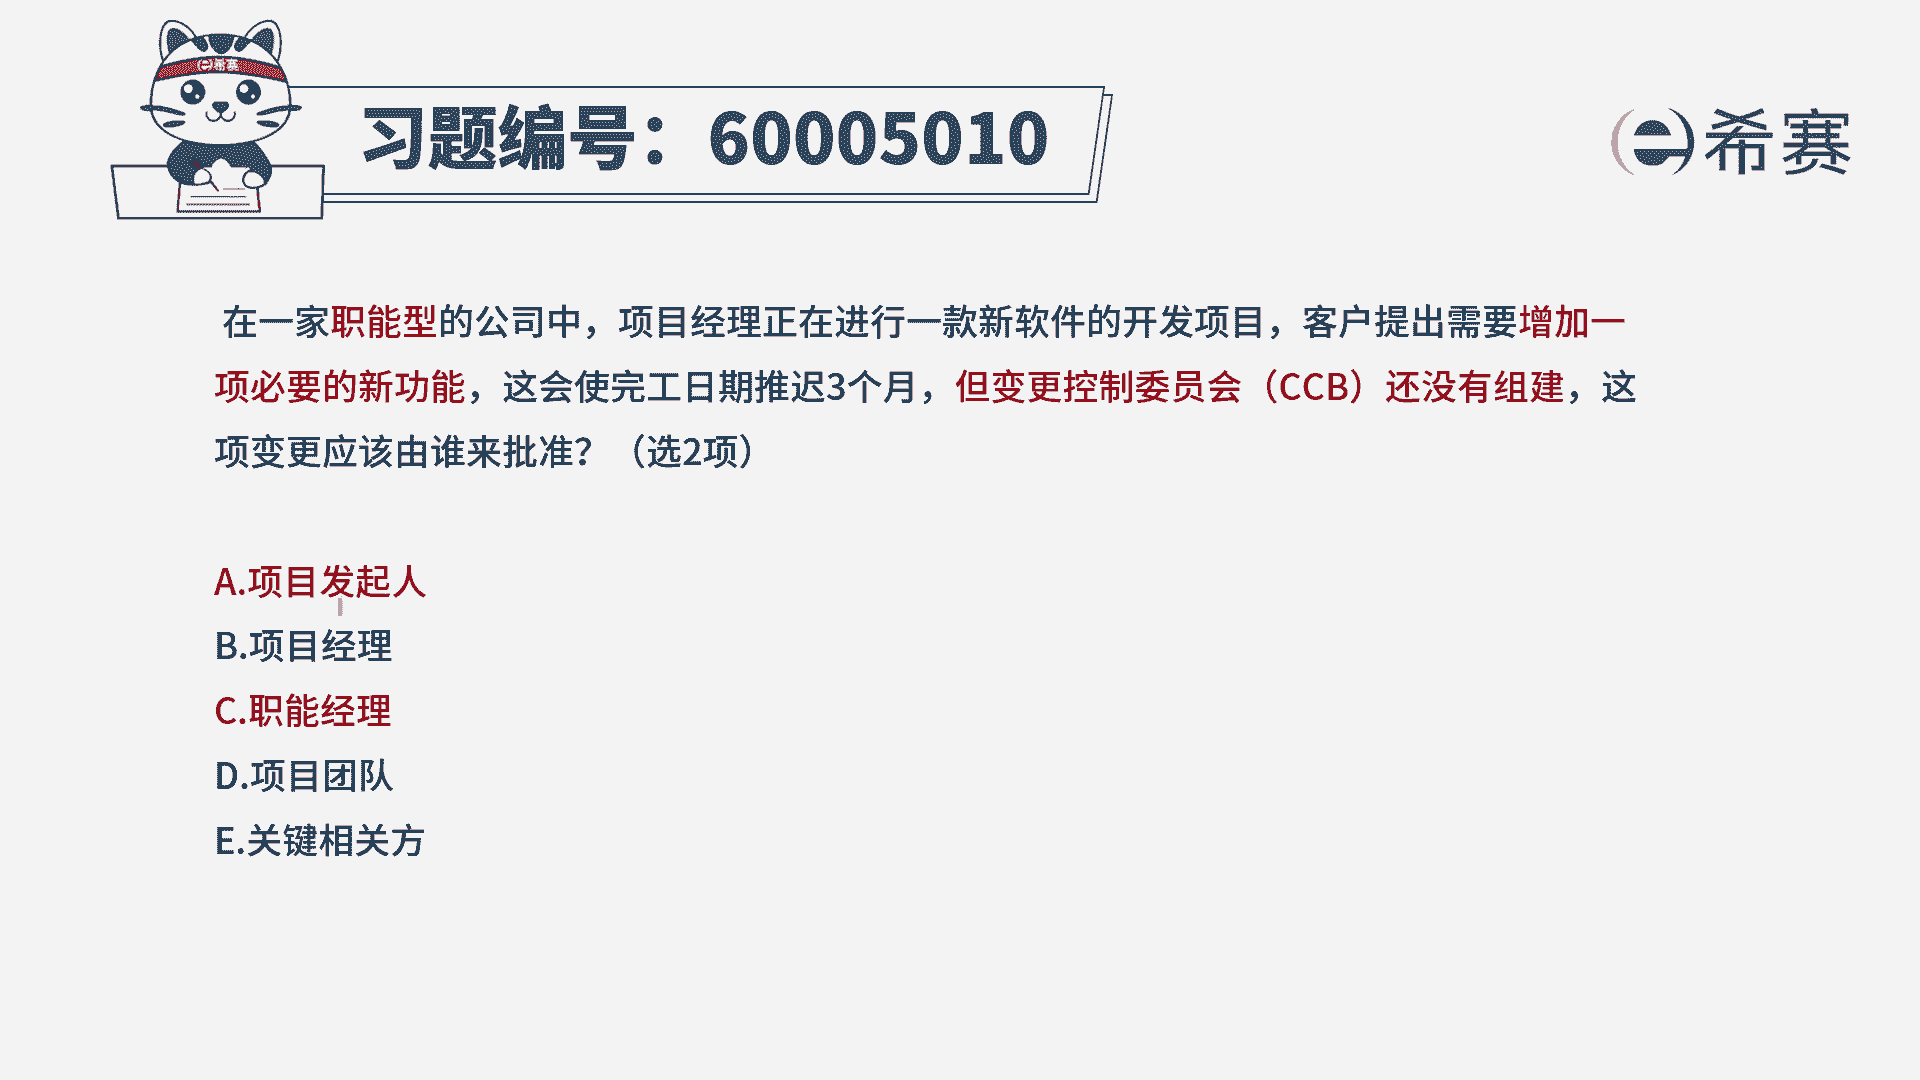 希赛
习题编号：60005010
希赛
在一家职能型的公司中，项目经理正在进行一款新软件的开发项目，客户提出需要增加一
项必要的新功能，这会使完工日期推迟3个月，但变更控制委员会（CCB）还没有组建，这
项变更应该由谁来批准？（选2项）
A.项目发起人
B.项目经理
C.职能经理
D.项目团队
E.关键相关方